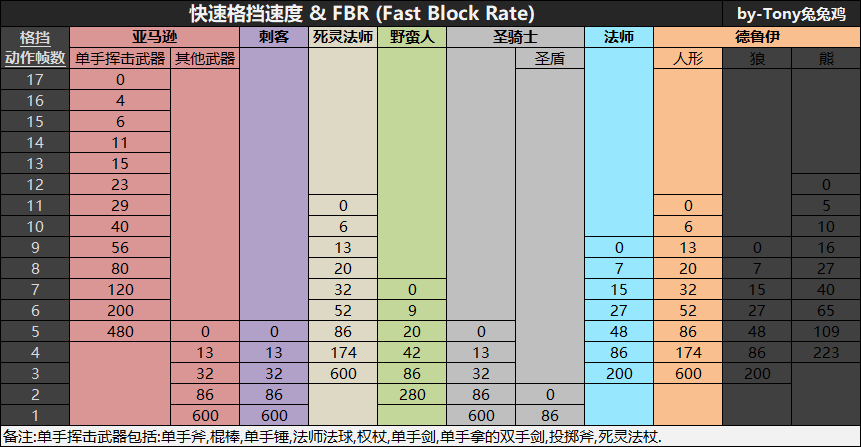 快速格挡速度 & FBR (Fast Block Rate) by-Tony兔兔鸡
格挡 亚马逊 刺客 死灵法师 野蛮人 圣骑士 法师 德鲁伊
动作帧数 单手挥击武器 其他武器 圣盾 人形 狼 熊
17 0
16 4
15 6
14 11
13 15
12 23 0
11 29 0 0 5
10 40 6 6 10
9 56 13 0 13 0 16
8 80 20 7 20 7 27
7 120 32 0 15 32 15 40
6 200 52 9 27 52 27 65
5 480 0 0 86 20 0 48 86 48 109
4 13 13 174 42 13 86 174 86 223
3 32 32 600 86 32 200 600 200
2 86 86 280 86 0
1 600 600 600 86
备注:单手挥击武器包括:单手斧,棍棒,单手锤,法师法球,权杖,单手剑,单手拿的双手剑,投掷斧,死灵法杖.